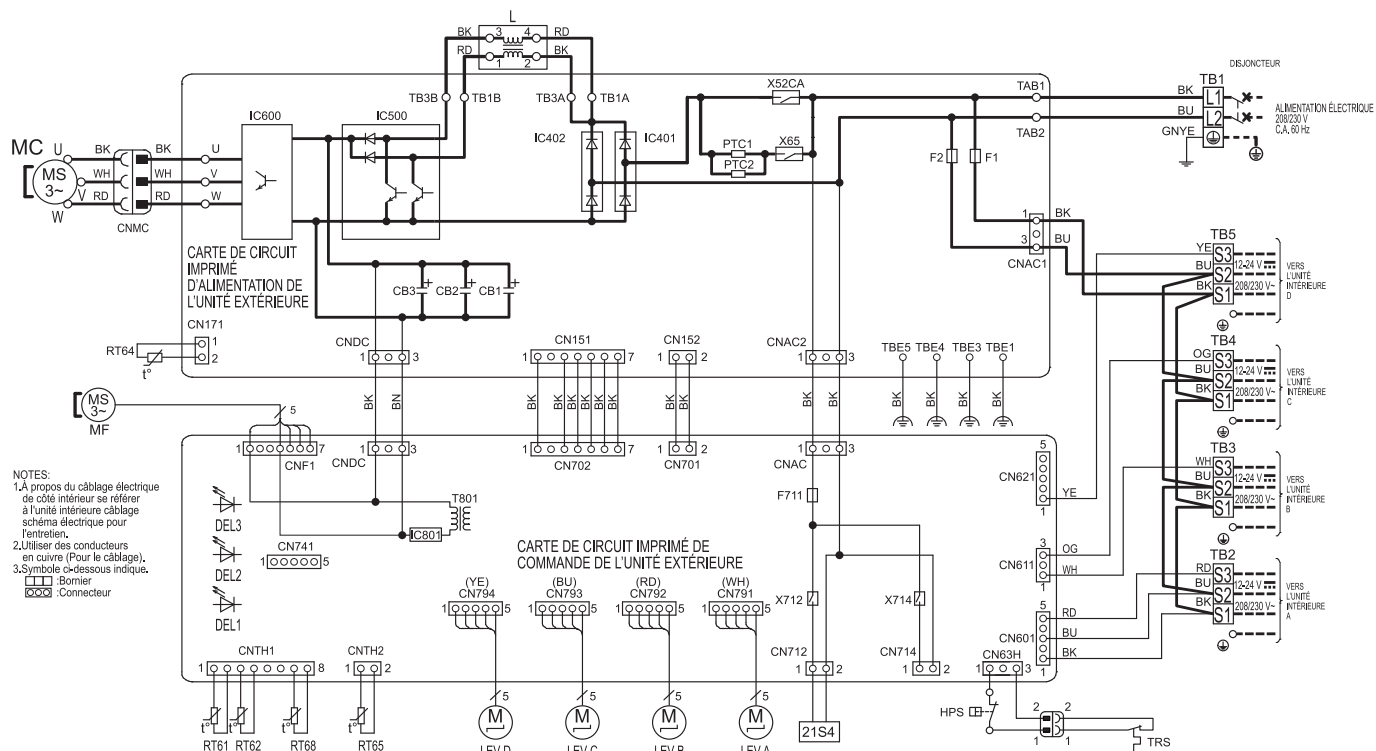 L
BK 3 4 RD
RD 1 2 BK
DISJONCTEUR
TB1
BK L1
BU L2
GNYE
ALIMENTATION ÉLECTRIQUE
208/230 V
C,A, 60 Hz
TB3B TB1B TB3A TB1A
X52CA
TAB1
TAB2
IC600 IC500 IC402 IC401
PTC1
PTC2
X65
F2 F1
MC
U BK BK U
MS
3~
V WH WH V
W RD RD W
CNMC
CARTE DE CIRCUIT
IMPRIMÉ
D'ALIMENTATION DE
L'UNITÉ EXTÉRIEURE
CB3 + CB2 + CB1 +
1 BK
3 BU
CNAC1
TB5
YE S3
BU S2
BK S1
12-24 V
208/230 V~
VERS
L'UNITÉ
INTÉRIEURE
D
CN171
1
2
RT64
t°
CNDC
1 3
CN151
1 7
CN152
1 2
CNAC2
1 3
TBE5 TBE4 TBE3 TBE1
TB4
OG S3
BU S2
BK S1
12-24 V
208/230 V~
VERS
L'UNITÉ
INTÉRIEURE
C
MS
3~
MF
5
BK BN BK BK BK BK BK BK BK BK BK BK BK BK BK
1 7
CNF1
CNDC
1 3
1 7
CN702
1 2
CN701
CNAC
1 3
TB3
WH S3
BU S2
BK S1
12-24 V
208/230 V~
VERS
L'UNITÉ
INTÉRIEURE
B
NOTES:
1.À propos du câblage électrique
de côté intérieur se référer
à l'unité intérieure câblage
schéma électrique pour
l'entretien.
2.Utiliser des conducteurs
en cuivre (Pour le câblage).
3.Symbole ci-dessous indique.
:Bornier
:Connecteur
DEL3
DEL2
DEL1
CN741
1 5
T801
IC801
F711
CARTE DE CIRCUIT IMPRIMÉ DE
COMMANDE DE L'UNITÉ EXTÉRIEURE
5
CN621
1
YE
3
CN611
1
OG
WH
5
CN601
1
RD
BU
BK
TB2
RD S3
BU S2
BK S1
12-24 V
208/230 V~
VERS
L'UNITÉ
INTÉRIEURE
A
(YE)
CN794
1 5
(BU)
CN793
1 5
(RD)
CN792
1 5
(WH)
CN791
1 5
X712 X714
CNTH1
1 8
CNTH2
1 2
CN712
1 2
CN714
1 2
CN63H
1 3
5 5 5 5
M M M M
LEV D LEV C LEV B LEV A
21S4
t° t° t° t°
RT61 RT62 RT68 RT65
HPS
2 2
1 1
TRS